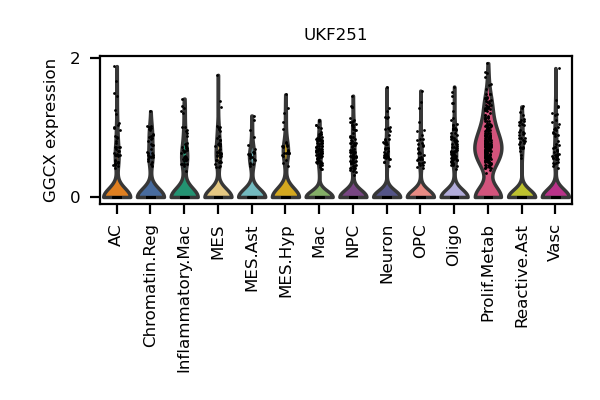 UKF251
GGCX expression
2
0
AC
Chromatin.Reg
Inflammatory.Mac
MES
MES.Ast
MES.Hyp
Mac
NPC
Neuron
OPC
Oligo
Prolif.Metab
Reactive.Ast
Vasc